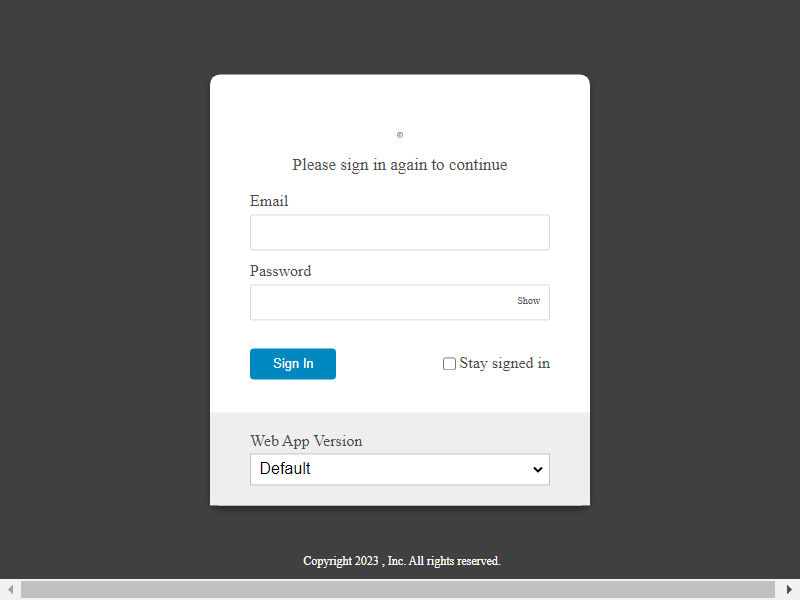 ©
Please sign in again to continue
Email
Password
Show
Sign In
Stay signed in
Web App Version
Default
Copyright 2023 , Inc. All rights reserved.